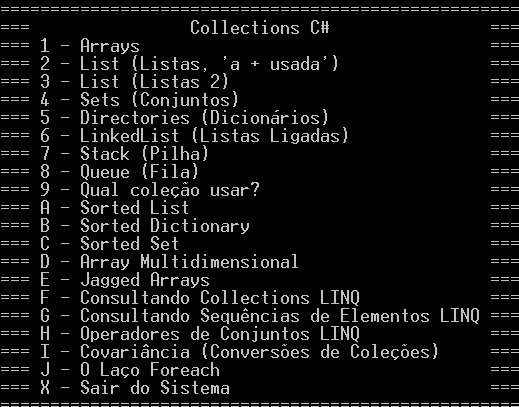 ====================================================
=== Collections C# ===
=== 1 - Arrays ===
=== 2 - List (Listas, 'a + usada') ===
=== 3 - List (Listas 2) ===
=== 4 - Sets (Conjuntos) ===
=== 5 - Directories (Dicionários) ===
=== 6 - LinkedList (Listas Ligadas) ===
=== 7 - Stack (Pilha) ===
=== 8 - Queue (Fila) ===
=== 9 - Qual coleção usar? ===
=== A - Sorted List ===
=== B - Sorted Dictionary ===
=== C - Sorted Set ===
=== D - Array Multidimensional ===
=== E - Jagged Arrays ===
=== F - Consultando Collections LINQ ===
=== G - Consultando Sequências de Elementos LINQ ===
=== H - Operadores de Conjuntos LINQ ===
=== I - Covariância (Conversões de Coleções) ===
=== J - O Laço Foreach ===
=== X - Sair do Sistema ===
====================================================